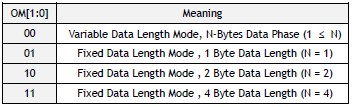 OM[1:0] Meaning
00 Variable Data Length Mode, N-Bytes Data Phase (1 ≤ N)
01 Fixed Data Length Mode , 1 Byte Data Length (N = 1)
10 Fixed Data Length Mode , 2 Byte Data Length (N = 2)
11 Fixed Data Length Mode , 4 Byte Data Length (N = 4)